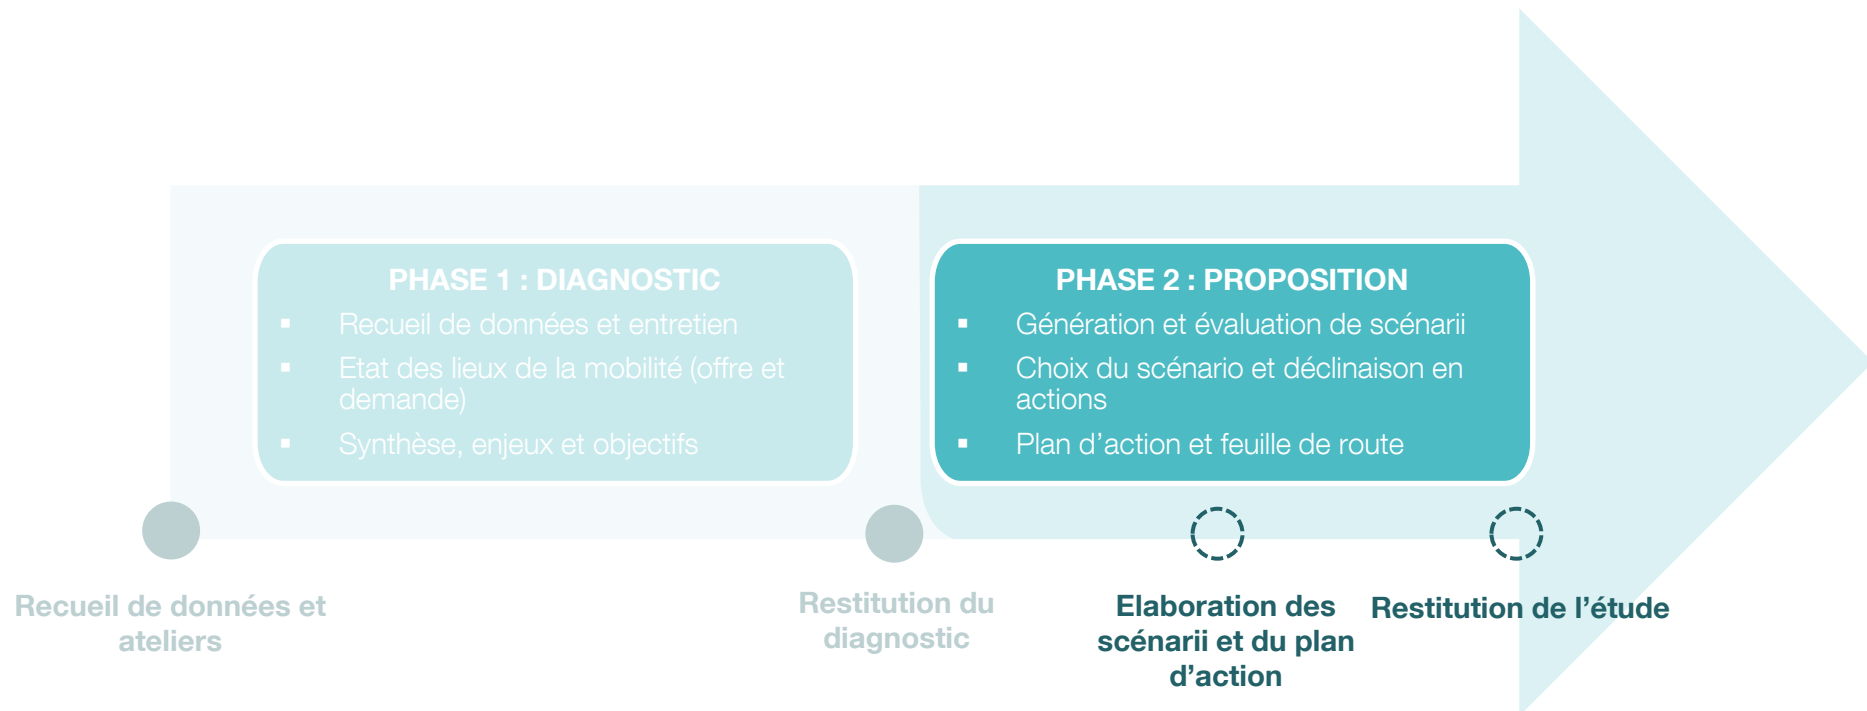 PHASE 1 : DIAGNOSTIC
▪ Recueil de données et entretien
▪ Etat des lieux de la mobilité (offre et
demande)
▪ Synthèse, enjeux et objectifs
PHASE 2 : PROPOSITION
▪ Génération et évaluation de scénarii
▪ Choix du scénario et déclinaison en
actions
▪ Plan d’action et feuille de route
Recueil de données et
ateliers
Restitution du
diagnostic
Elaboration des
scénarii et du plan
d’action
Restitution de l’étude